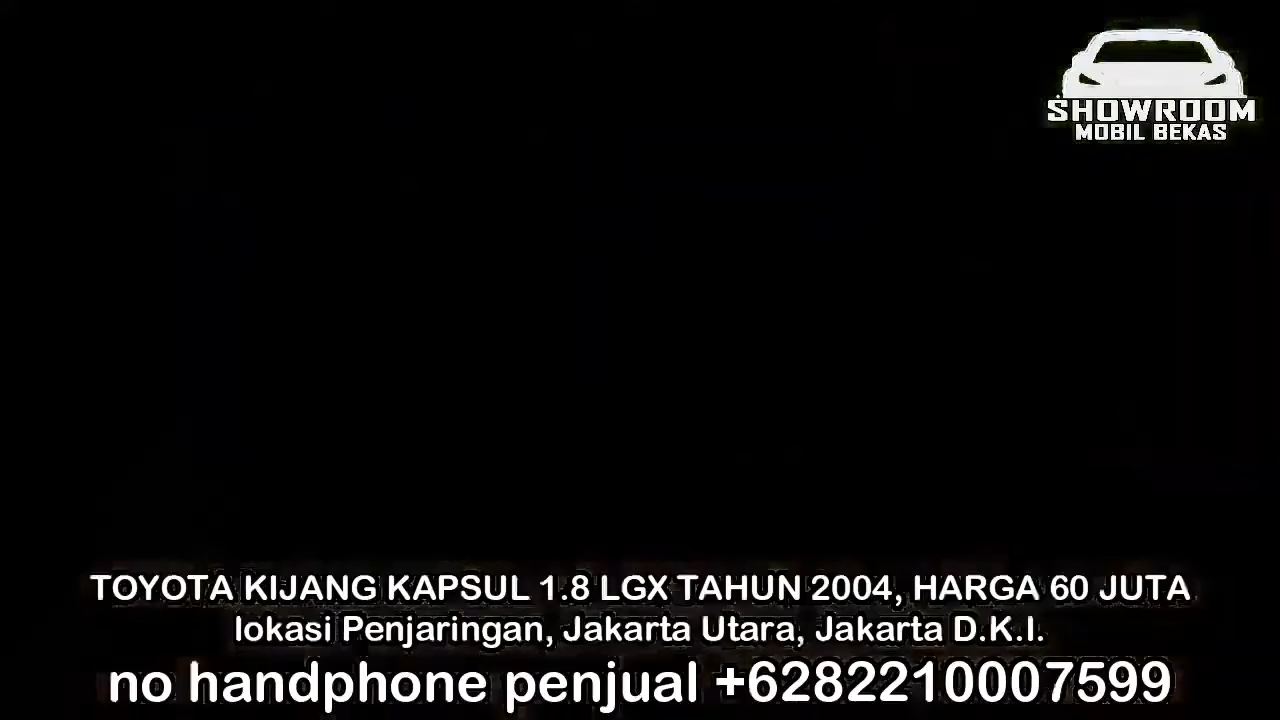 SHOWROOM
MOBIL BEKAS
TOYOTA KIJANG KAPSUL 1.8 LGX TAHUN 2004, HARGA 60 JUTA
lokasi Penjaringan, Jakarta Utara, Jakarta D.K.I.
no handphone penjual +6282210007599